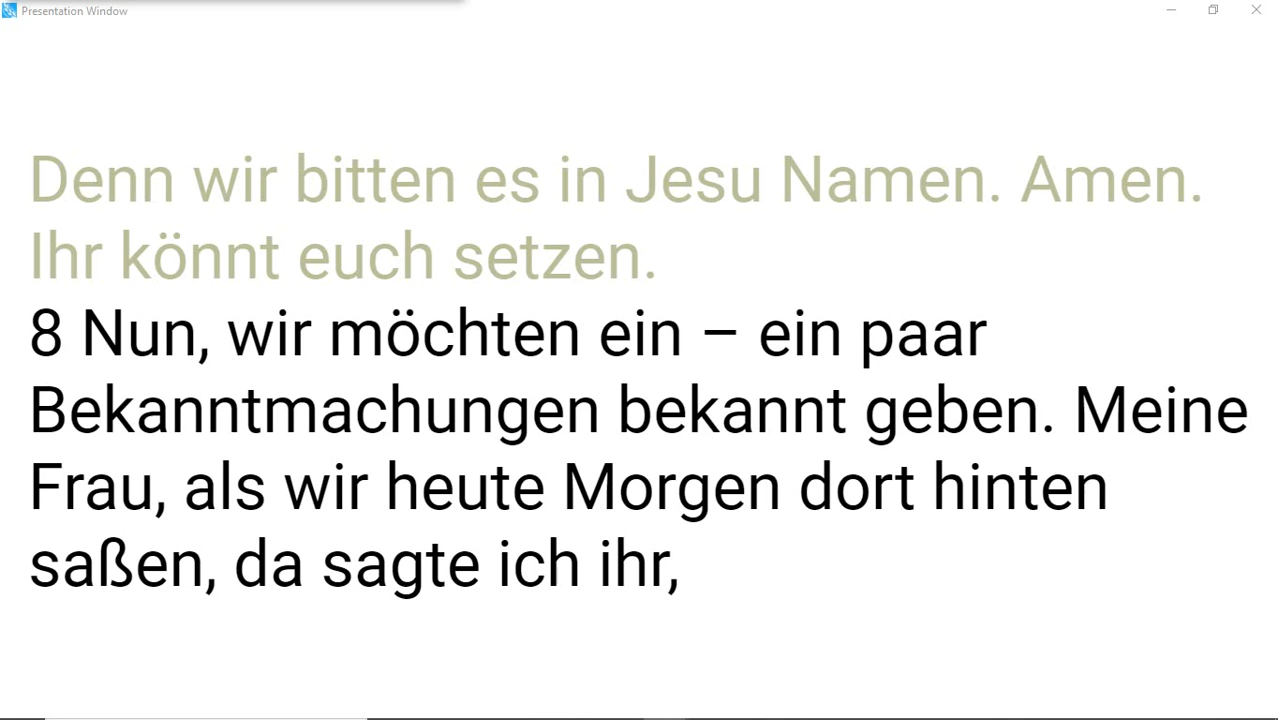 Presentation Window
Denn wir bitten es in Jesu Namen. Amen.
Ihr könnt euch setzen.
8 Nun, wir möchten ein – ein paar
Bekanntmachungen bekannt geben. Meine
Frau, als wir heute Morgen dort hinten
saßen, da sagte ich ihr,